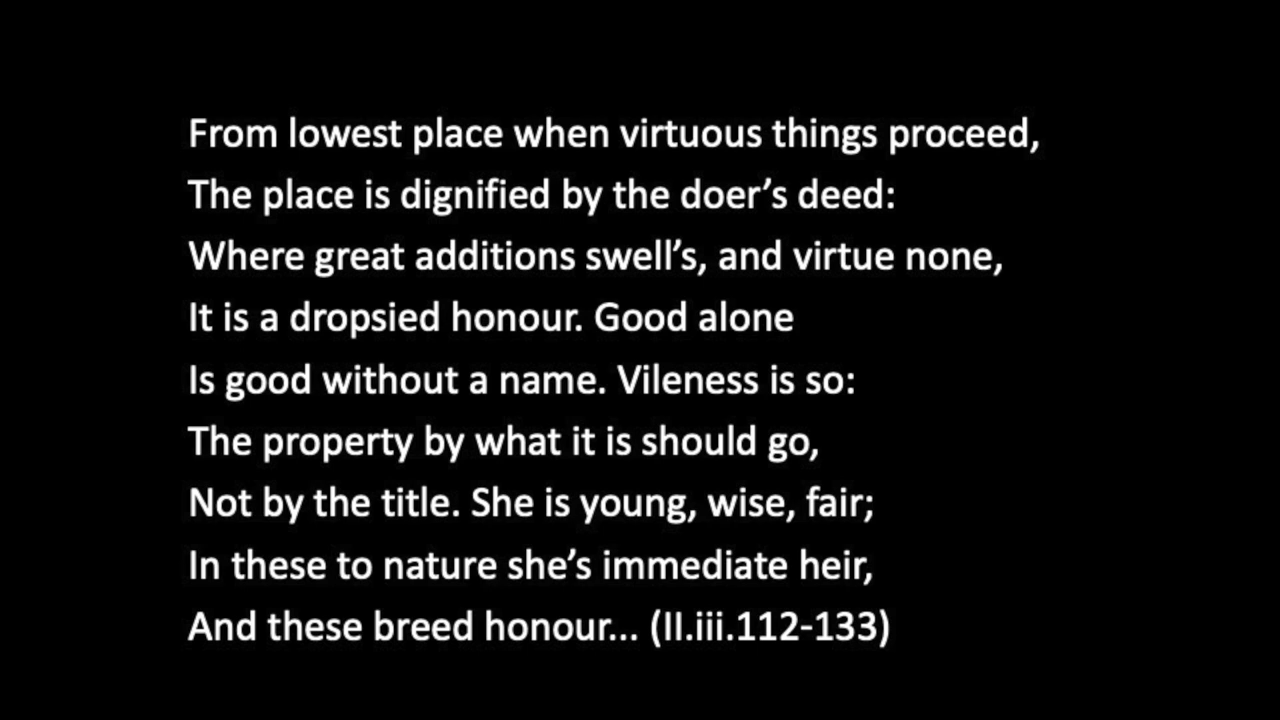 From lowest place when virtuous things proceed,
The place is dignified by the doer’s deed:
Where great additions swell’s, and virtue none,
It is a dropsied honour. Good alone
Is good without a name. Vileness is so:
The property by what it is should go,
Not by the title. She is young, wise, fair;
In these to nature she’s immediate heir,
And these breed honour... (II.iii.112-133)